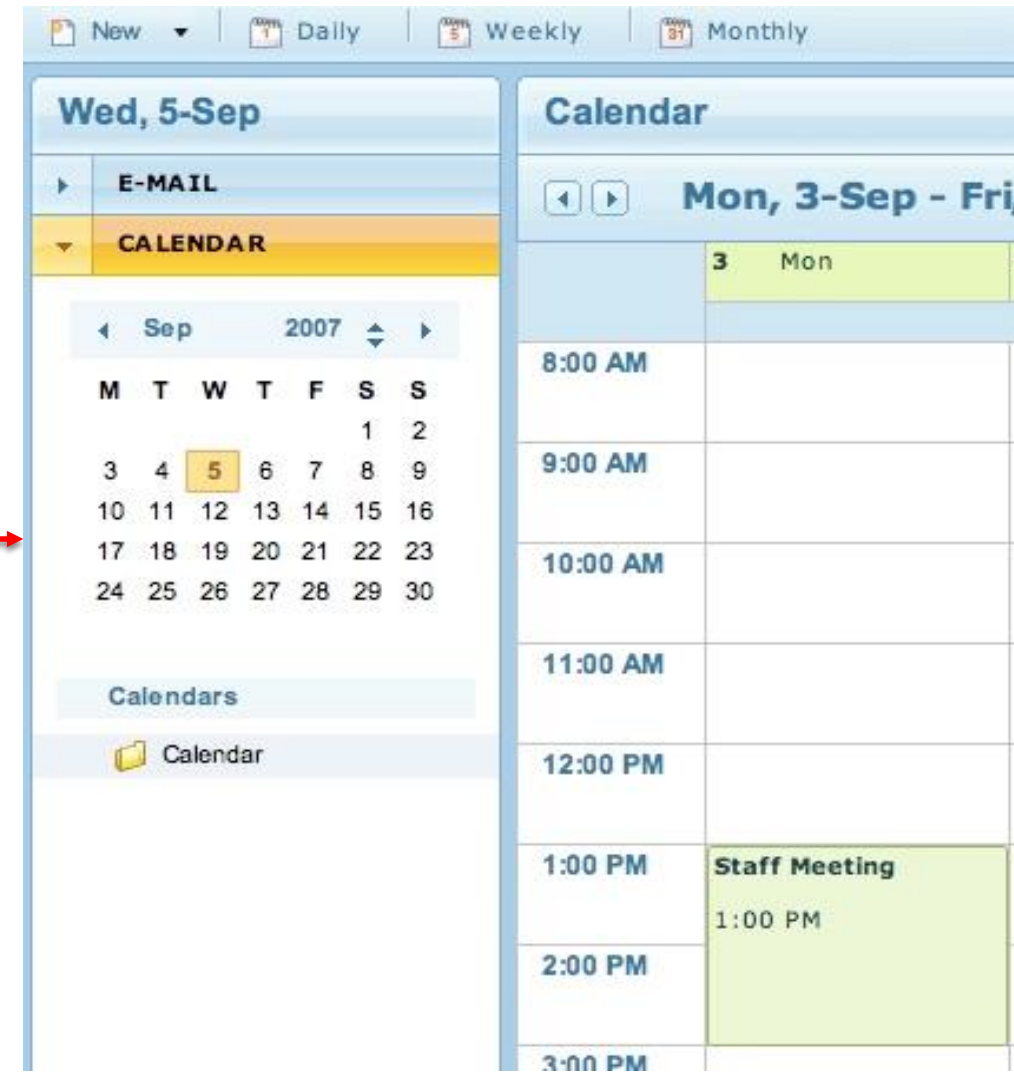 New Daily Weekly Monthly
Wed, 5-Sep
E-MAIL
CALENDAR
Sep 2007
M T W T F S S
1 2
3 4 5 6 7 8 9
10 11 12 13 14 15 16
17 18 19 20 21 22 23
24 25 26 27 28 29 30
Calendars
Calendar
Calendar
Mon, 3-Sep - Fri,
3 Mon
8:00 AM
9:00 AM
10:00 AM
11:00 AM
12:00 PM
1:00 PM
Staff Meeting
1:00 PM
2:00 PM
3:00 PM